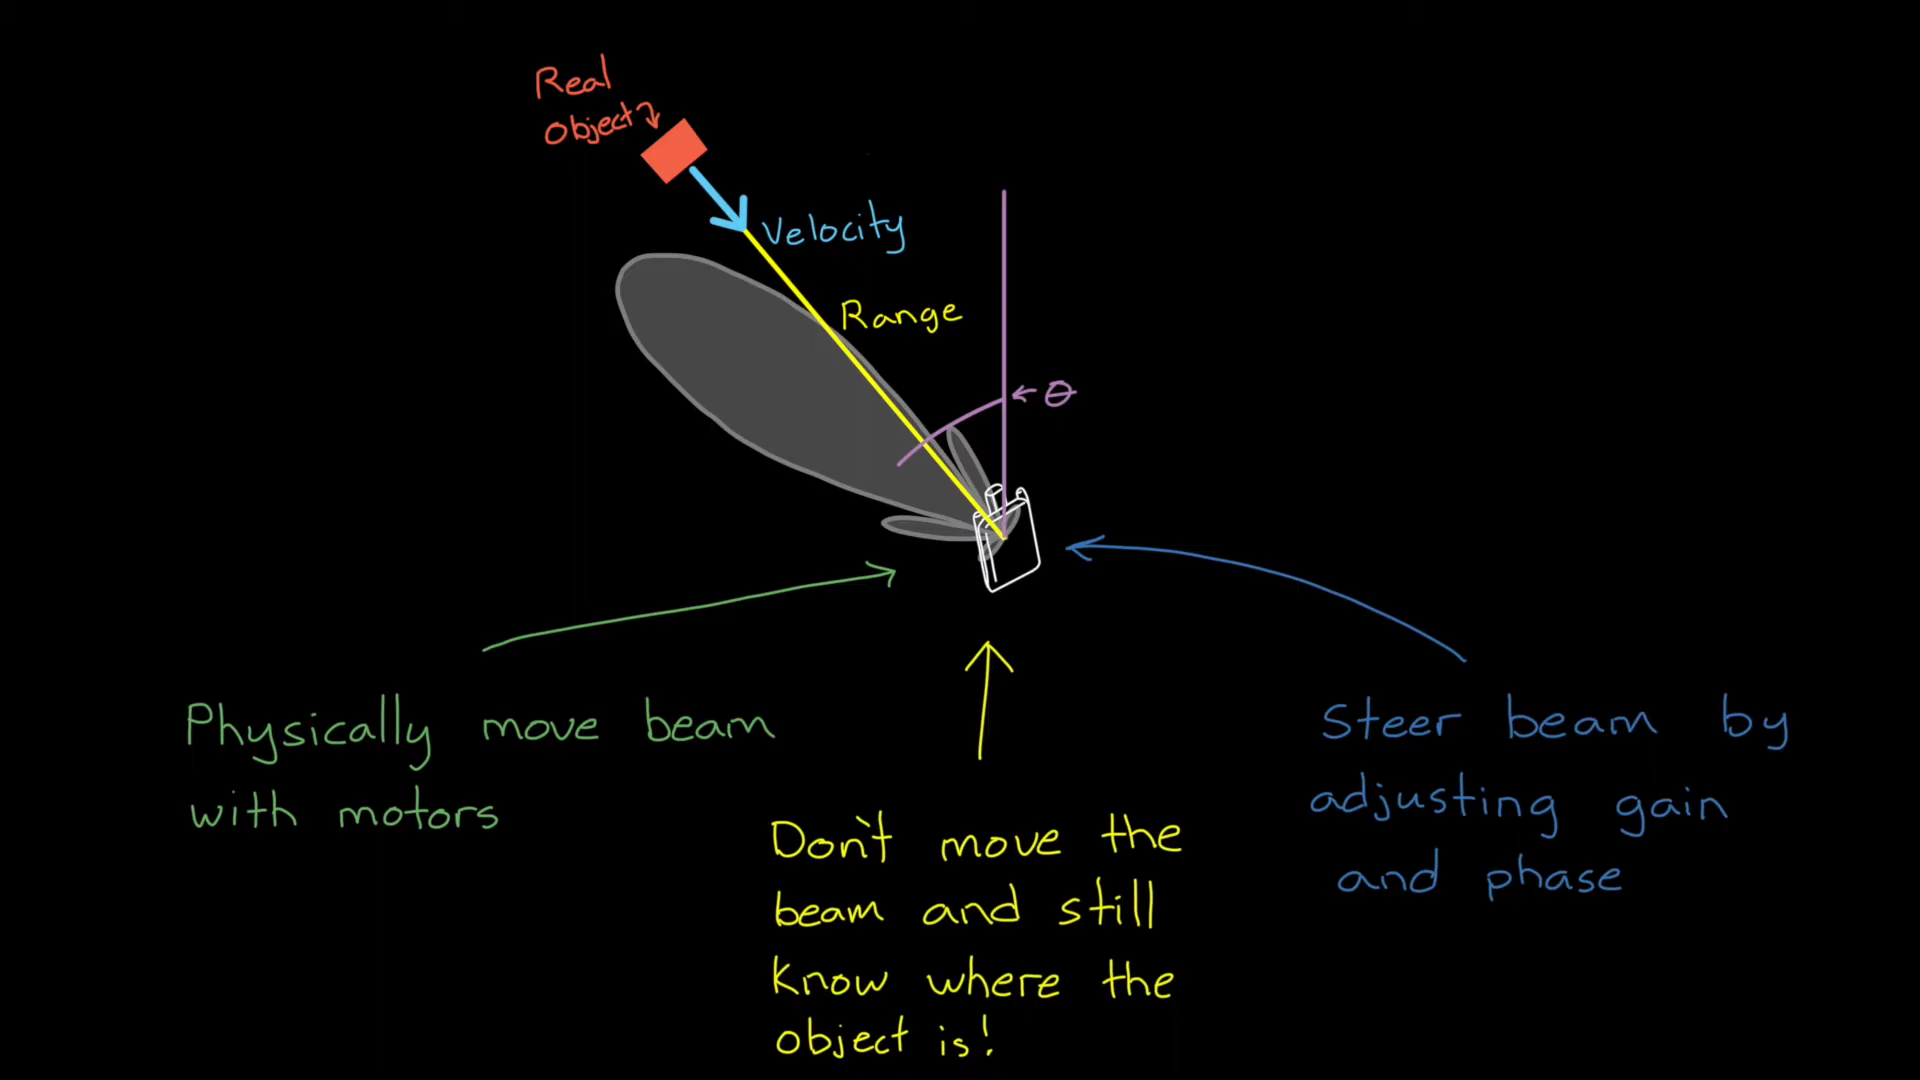 Real
Object
Velocity
Range
θ
Physically move beam
with motors
Don't move the
beam and still
know where the
object is!
Steer beam by
adjusting gain
and phase